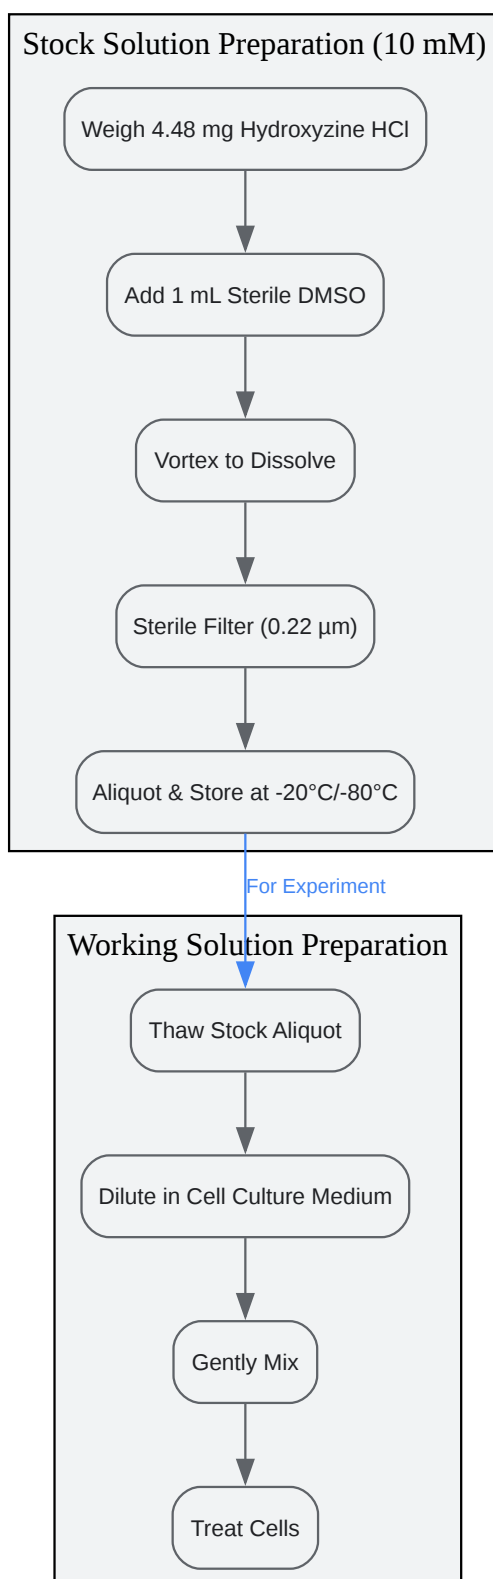 Stock Solution Preparation (10 mM)
Weigh 4.48 mg Hydroxyzine HCl
Add 1 mL Sterile DMSO
Vortex to Dissolve
Sterile Filter (0.22 µm)
Aliquot & Store at -20°C/-80°C
For Experiment
Working Solution Preparation
Thaw Stock Aliquot
Dilute in Cell Culture Medium
Gently Mix
Treat Cells